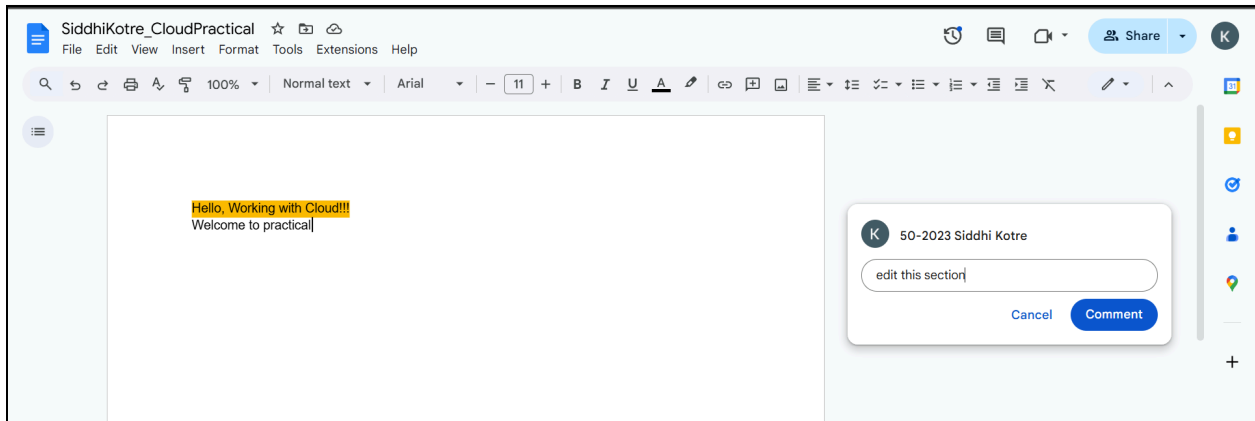 SiddhiKotre_CloudPractical
File Edit View Insert Format Tools Extensions Help
Share
K
100% Normal text Arial 11 B I U A
31
Hello, Working with Cloud!!!
Welcome to practical
K 50-2023 Siddhi Kotre
edit this section
Cancel Comment